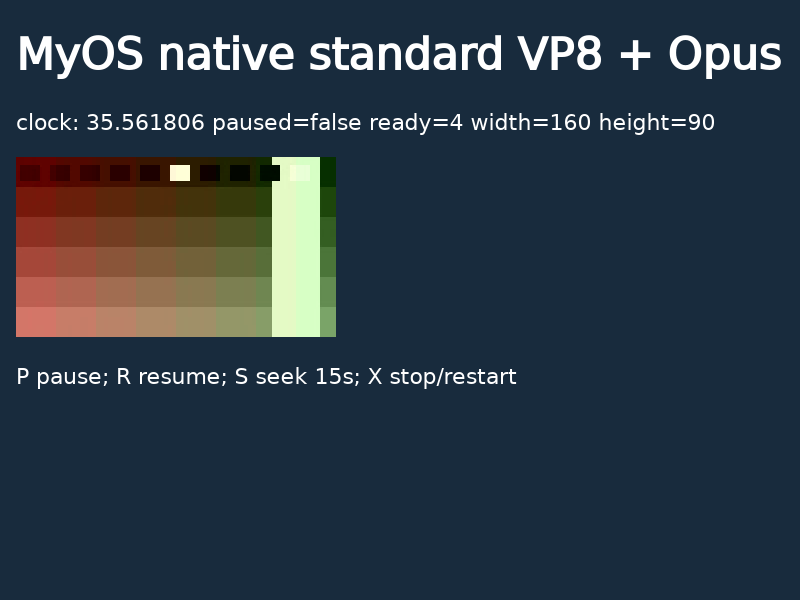 MyOS native standard VP8 + Opus
clock: 35.561806 paused=false ready=4 width=160 height=90
P pause; R resume; S seek 15s; X stop/restart